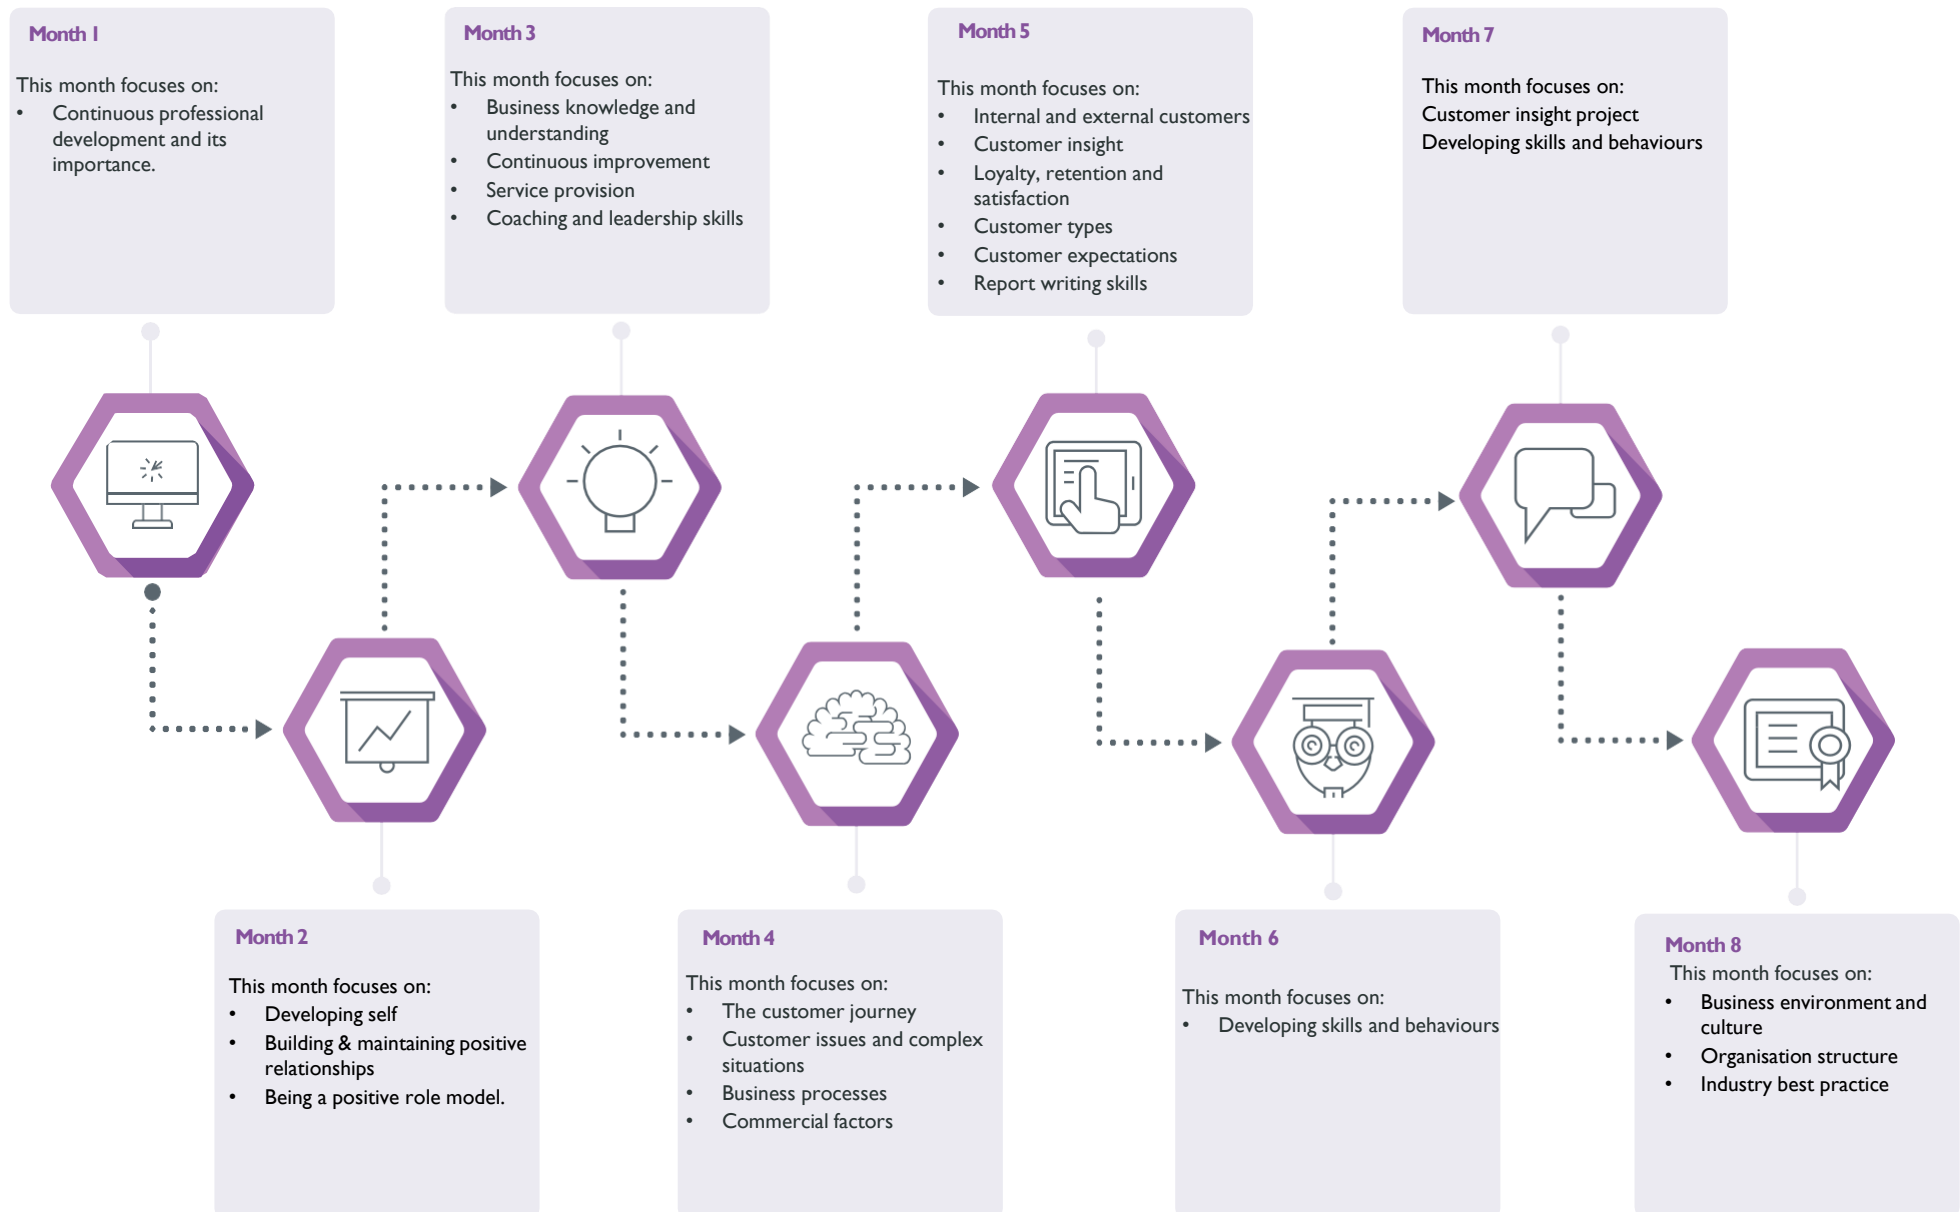 Month 1
This month focuses on:
• Continuous professional
development and its
importance.
Month 3
This month focuses on:
• Business knowledge and
understanding
• Continuous improvement
• Service provision
• Coaching and leadership skills
Month 5
This month focuses on:
• Internal and external customers
• Customer insight
• Loyalty, retention and
satisfaction
• Customer types
• Customer expectations
• Report writing skills
Month 7
This month focuses on:
Customer insight project
Developing skills and behaviours
Month 2
This month focuses on:
• Developing self
• Building & maintaining positive
relationships
• Being a positive role model.
Month 4
This month focuses on:
• The customer journey
• Customer issues and complex
situations
• Business processes
• Commercial factors
Month 6
This month focuses on:
• Developing skills and behaviours
Month 8
This month focuses on:
• Business environment and
culture
• Organisation structure
• Industry best practice